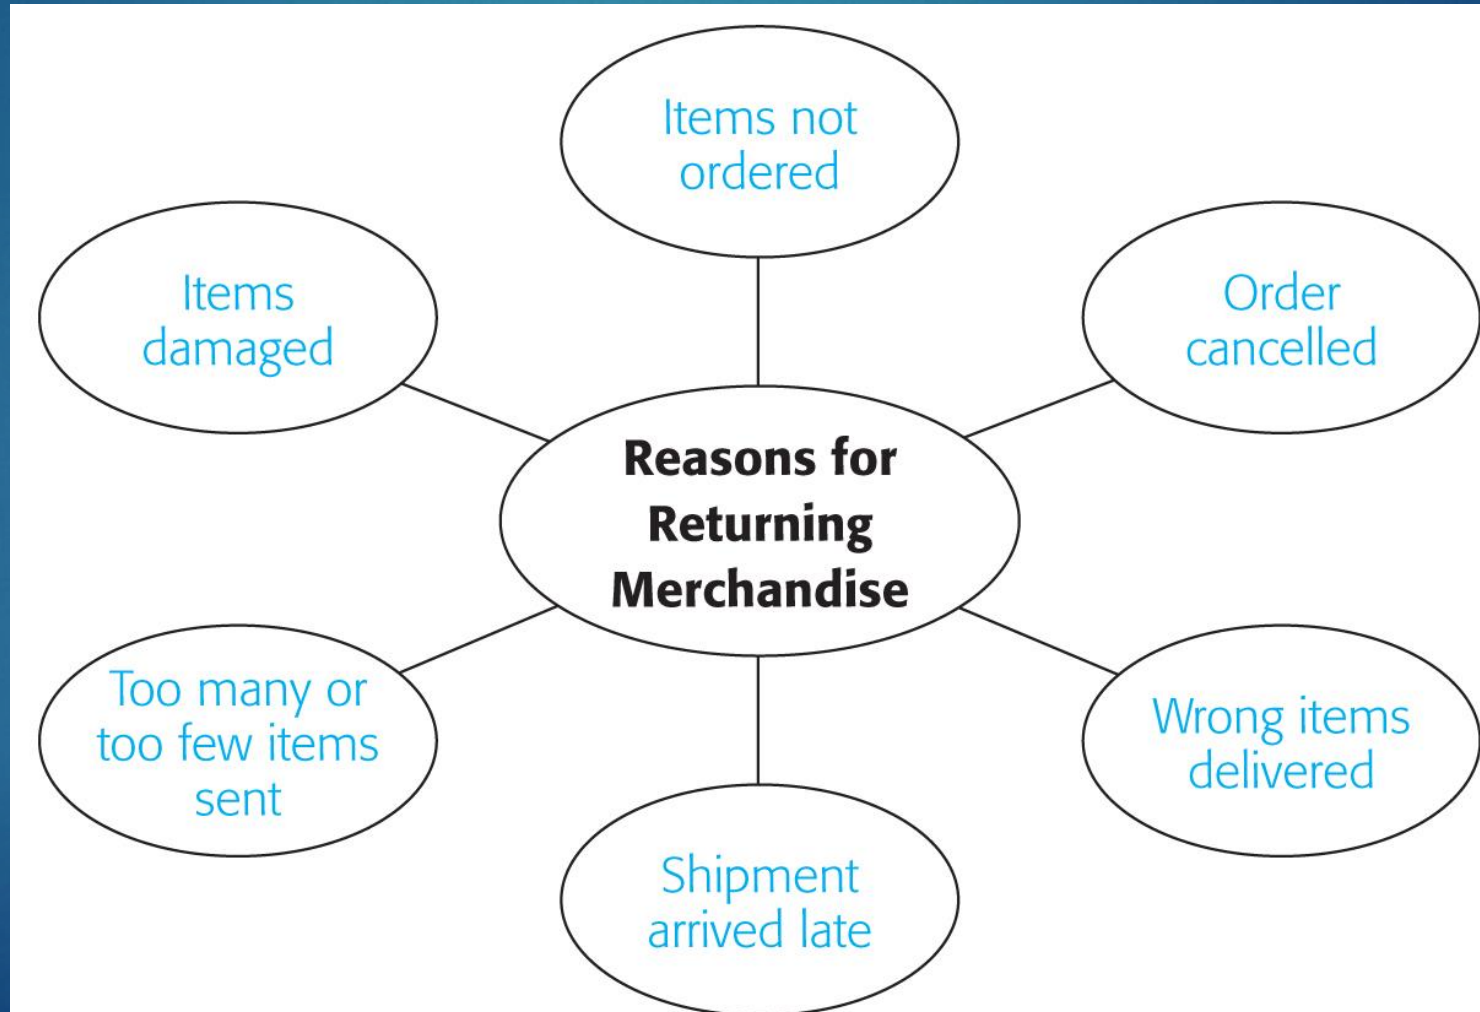 Items not
ordered
Items
damaged
Order
cancelled
Reasons for
Returning
Merchandise
Too many or
too few items
sent
Wrong items
delivered
Shipment
arrived late